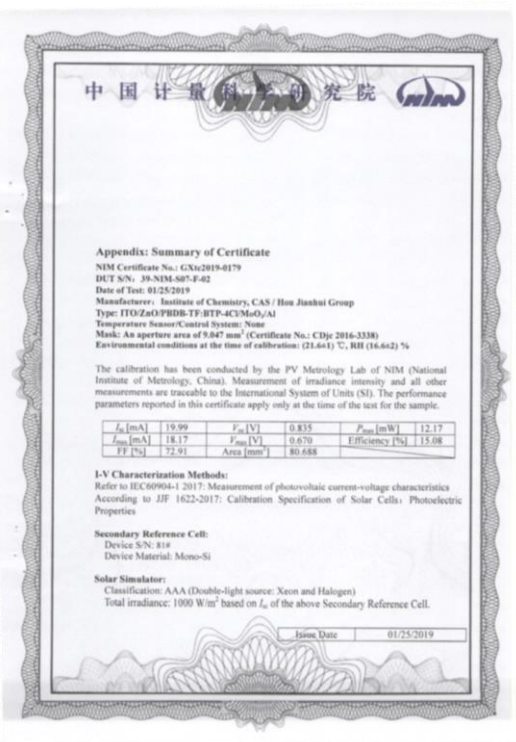 中国计量科学研究院 NIM
Appendix: Summary of Certificate
NIM Certificate No.: GXtc2019-0179
DUT S/N: 39-NIM-S07-F-02
Date of Test: 01/25/2019
Manufacturer: Institute of Chemistry, CAS / Hou Jianhui Group
Type: ITO/ZnO/PBDB-TF:BTP-4Cl/MoO₃/Al
Temperature Sensor/Control System: None
Mask: An aperture area of 9.047 mm² (Certificate No.: CDjc 2016-3338)
Environmental conditions at the time of calibration: (21.6±1) ℃, RH (16.6±2) %
The calibration has been conducted by the PV Metrology Lab of NIM (National
Institute of Metrology, China). Measurement of irradiance intensity and all other
measurements are traceable to the International System of Units (SI). The performance
parameters reported in this certificate apply only at the time of the test for the sample.
Isc [mA] 19.99 Voc [V] 0.835 Pmax [mW] 12.17
Imax [mA] 18.17 Vmax [V] 0.670 Efficiency [%] 15.08
FF [%] 72.91 Area [mm²] 80.688
I-V Characterization Methods:
Refer to IEC60904-1 2017: Measurement of photovoltaic current-voltage characteristics
According to JJF 1622-2017: Calibration Specification of Solar Cells: Photoelectric
Properties
Secondary Reference Cell:
Device S/N: 81#
Device Material: Mono-Si
Solar Simulator:
Classification: AAA (Double-light source: Xeon and Halogen)
Total irradiance: 1000 W/m² based on Isc of the above Secondary Reference Cell.
Issue Date 01/25/2019